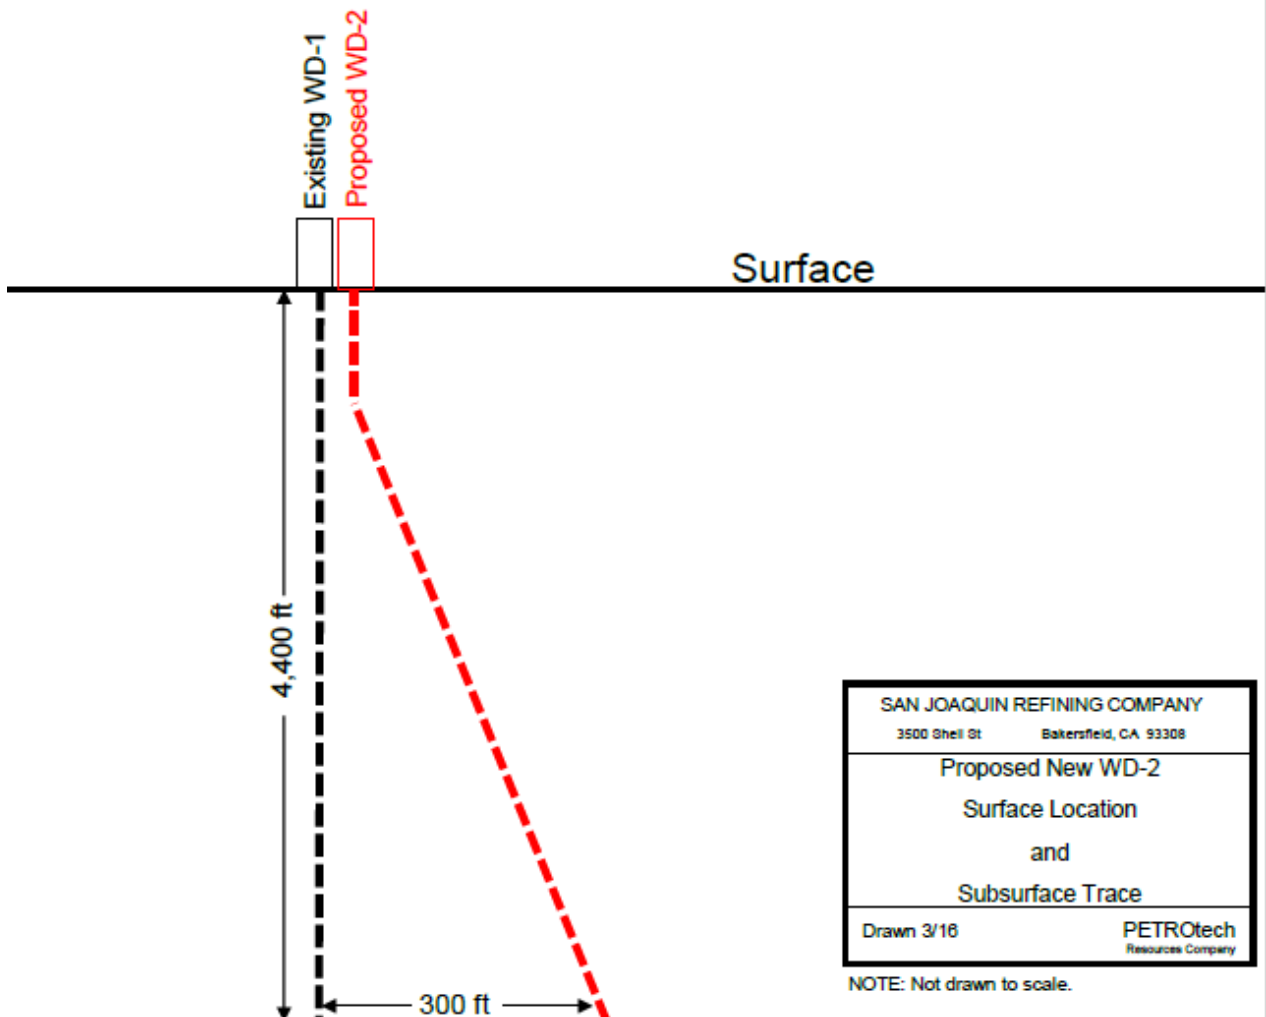 Existing WD-1
Proposed WD-2
Surface
4,400 ft
300 ft
SAN JOAQUIN REFINING COMPANY
3500 Shell St Bakersfield, CA 93308
Proposed New WD-2
Surface Location
and
Subsurface Trace
Drawn 3/16 PETROtech
Resources Company
NOTE: Not drawn to scale.